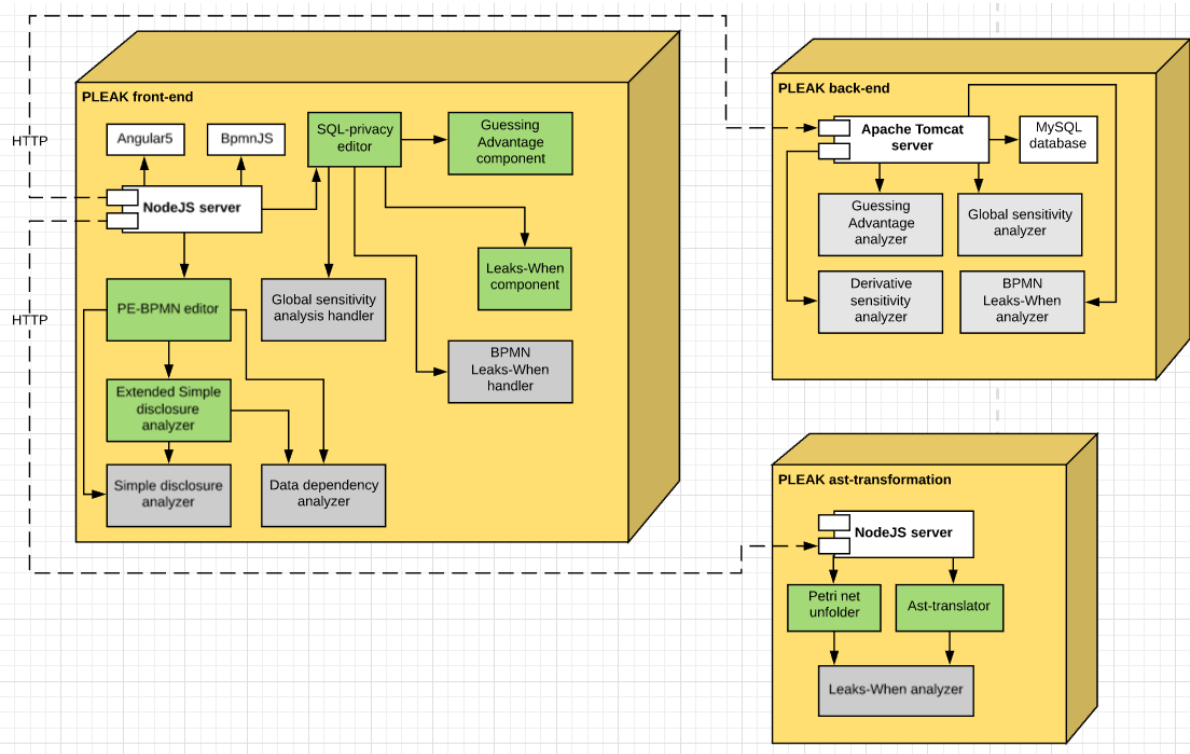 HTTP
HTTP
PLEAK front-end
Angular5
BpmnJS
SQL-privacy
editor
Guessing
Advantage
component
NodeJS server
Leaks-When
component
PE-BPMN editor
Global sensitivity
analysis handler
BPMN
Leaks-When
handler
Extended Simple
disclosure
analyzer
Simple disclosure
analyzer
Data dependency
analyzer
PLEAK back-end
Apache Tomcat
server
MySQL
database
Guessing
Advantage
analyzer
Global sensitivity
analyzer
Derivative
sensitivity
analyzer
BPMN
Leaks-When
analyzer
PLEAK ast-transformation
NodeJS server
Petri net
unfolder
Ast-translator
Leaks-When analyzer